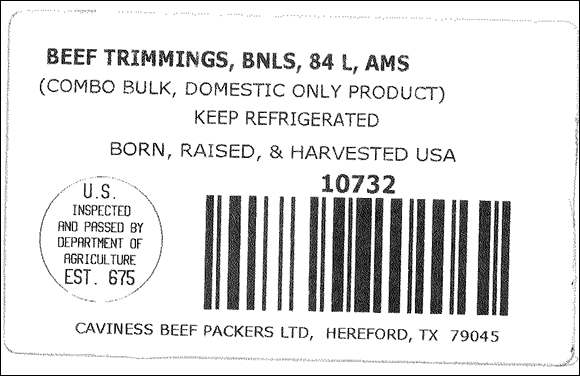 BEEF TRIMMINGS, BNLS, 84 L, AMS
(COMBO BULK, DOMESTIC ONLY PRODUCT)
KEEP REFRIGERATED
BORN, RAISED, & HARVESTED USA
10732
U.S.
INSPECTED
AND PASSED BY
DEPARTMENT OF
AGRICULTURE
EST. 675
CAVINESS BEEF PACKERS LTD, HEREFORD, TX 79045